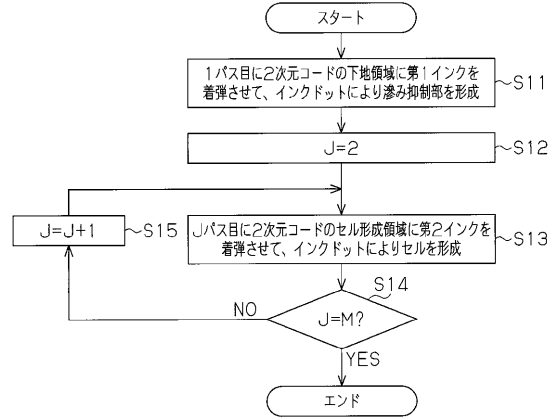 スタート
1パス目に2次元コードの下地領域に第1インクを
着弾させて、インクドットにより滲み抑制部を形成
S11
J=2
S12
J=J+1
S15
Jパス目に2次元コードのセル形成領域に第2インクを
着弾させて、インクドットによりセルを形成
S13
S14
NO
J=M?
YES
エンド